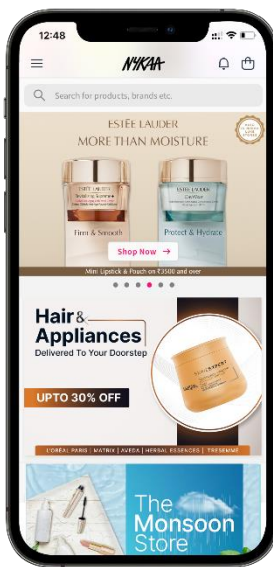 12:48
NYKAA
Search for products, brands etc.
ESTĒE LAUDER
MORE THAN MOISTURE
Firm & Smooth
Protect & Hydrate
Shop Now →
Mini Lipstick & Pouch on ₹3500 and over
Hair &
Appliances
Delivered To Your Doorstep
UPTO 30% OFF
L'ORÉAL PARIS | MATRIX | AVEDA | HERBAL ESSENCES | TRESEMMÉ
The
Monsoon
Store